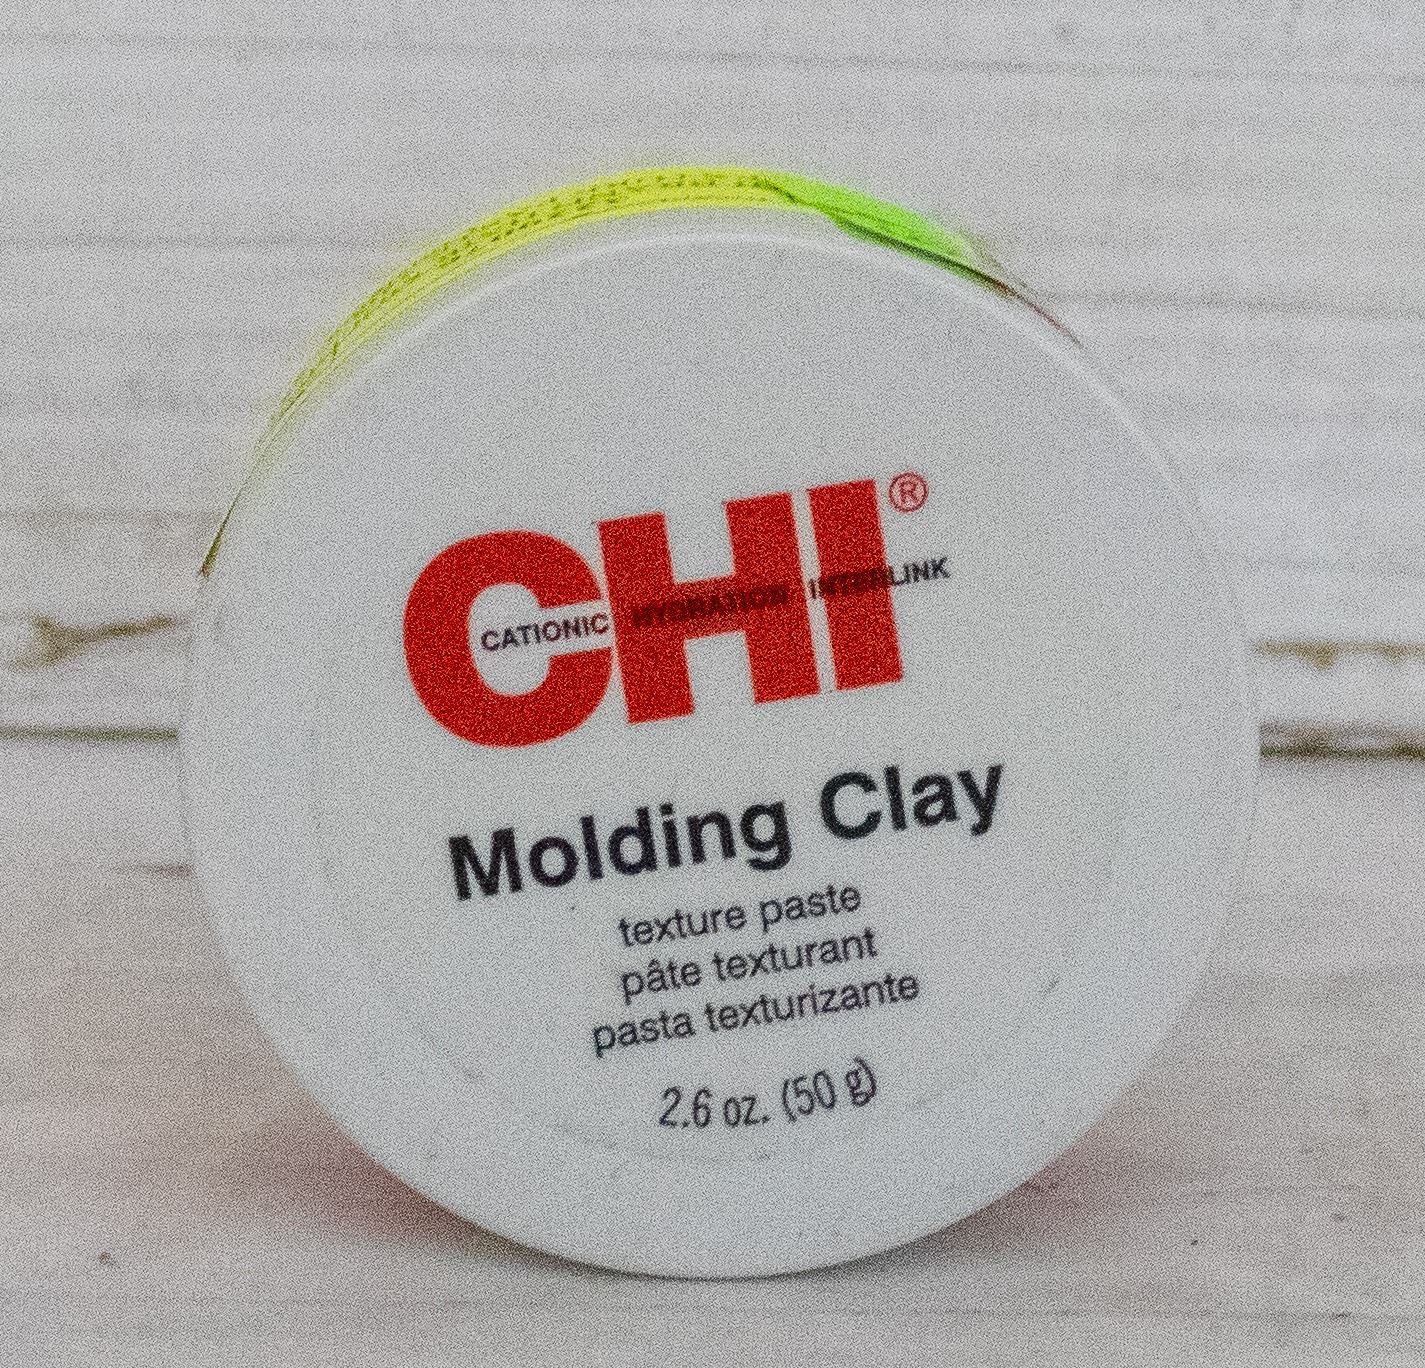 CHI®
CATIONIC HYDRATION INTERLINK
Molding Clay
texture paste
pâte texturant
pasta texturizante
2.6 oz. (50 g)